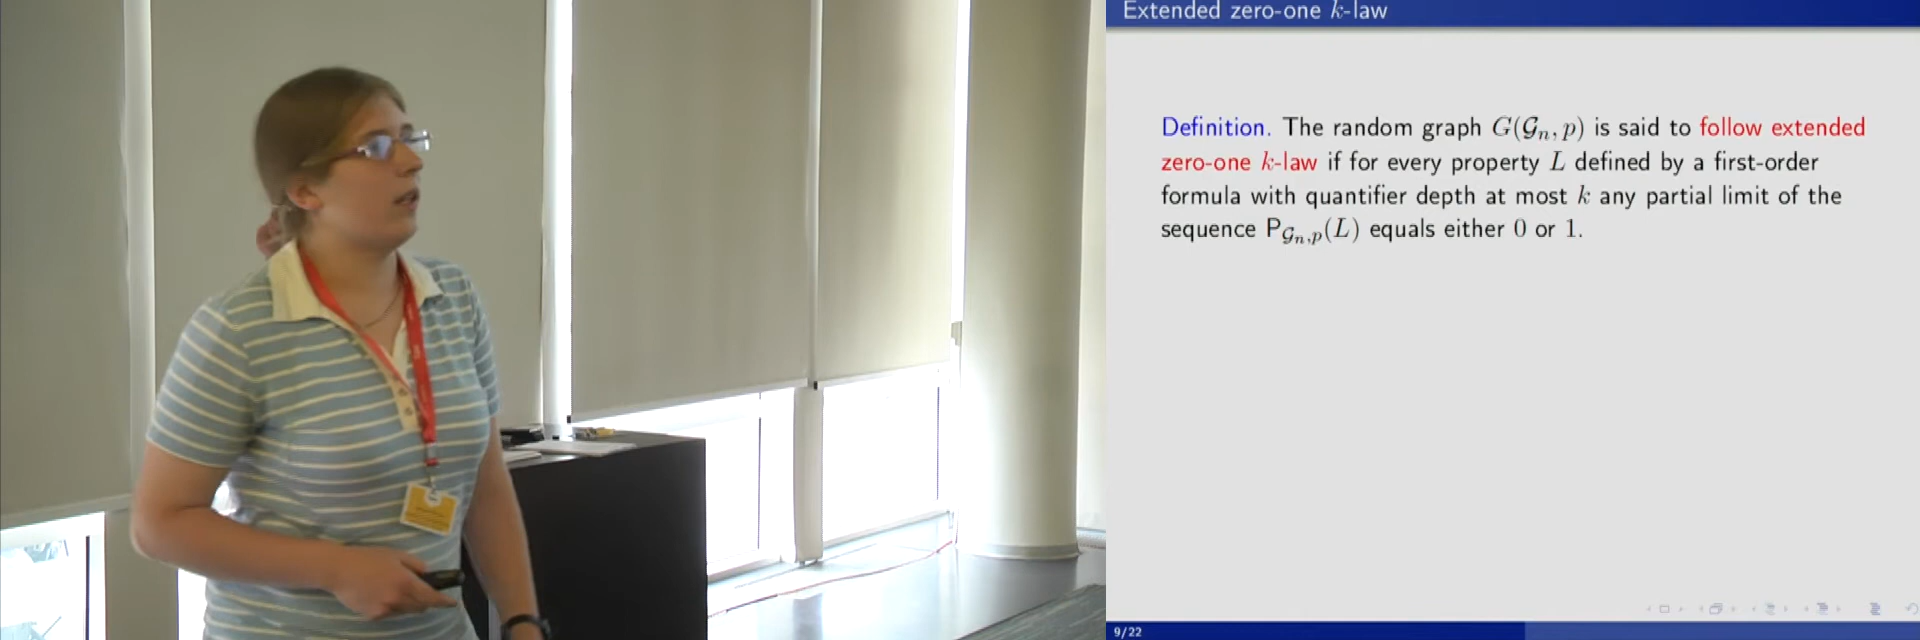 Extended zero-one k-law
Definition. The random graph G(𝒢ₙ, p) is said to follow extended
zero-one k-law if for every property L defined by a first-order
formula with quantifier depth at most k any partial limit of the
sequence P𝒢ₙ,ₚ(L) equals either 0 or 1.
9/22